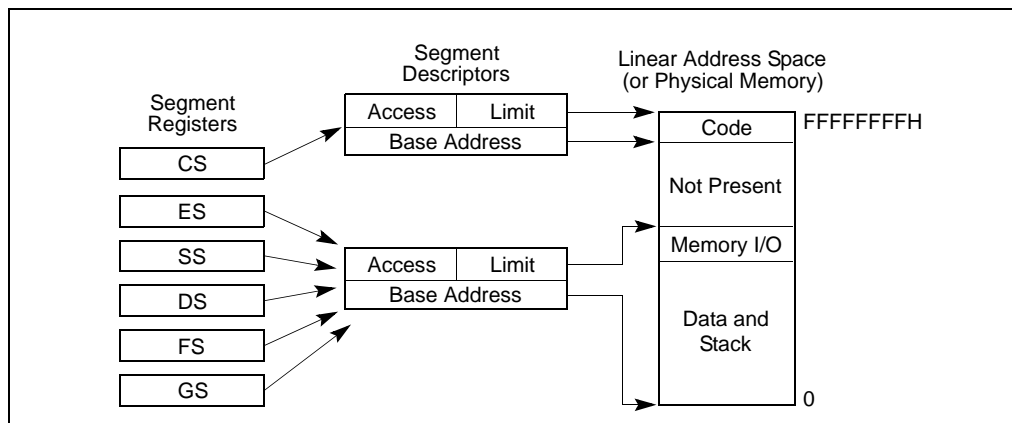 Segment
Registers
CS
ES
SS
DS
FS
GS
Segment
Descriptors
Access
Limit
Base Address
Access
Limit
Base Address
Linear Address Space
(or Physical Memory)
Code
FFFFFFFFH
Not Present
Memory I/O
Data and
Stack
0